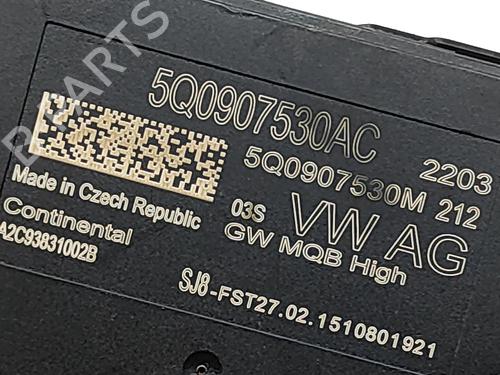 5Q0907530AC 2203
5Q0907530M 212
Made in Czech Republic 03S VW AG
Continental GW MQB High
A2C93831002B
SJ8-FST27.02.1510801921
B-PARTS